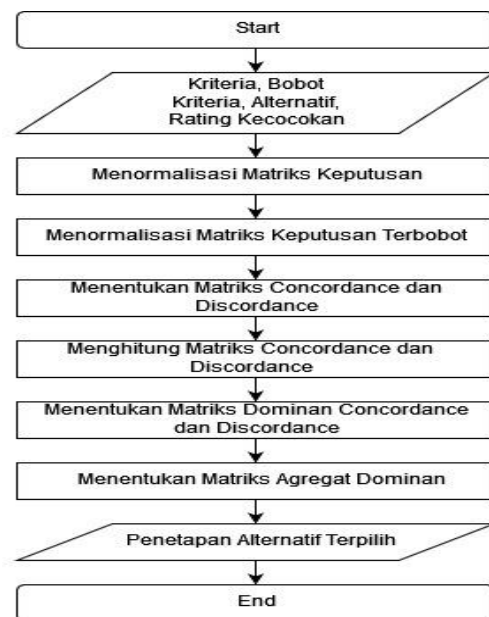 Start
Kriteria, Bobot
Kriteria, Alternatif,
Rating Kecocokan
Menormalisasi Matriks Keputusan
Menormalisasi Matriks Keputusan Terbobot
Menentukan Matriks Concordance dan
Discordance
Menghitung Matriks Concordance dan
Discordance
Menentukan Matriks Dominan Concordance
dan Discordance
Menentukan Matriks Agregat Dominan
Penetapan Alternatif Terpilih
End